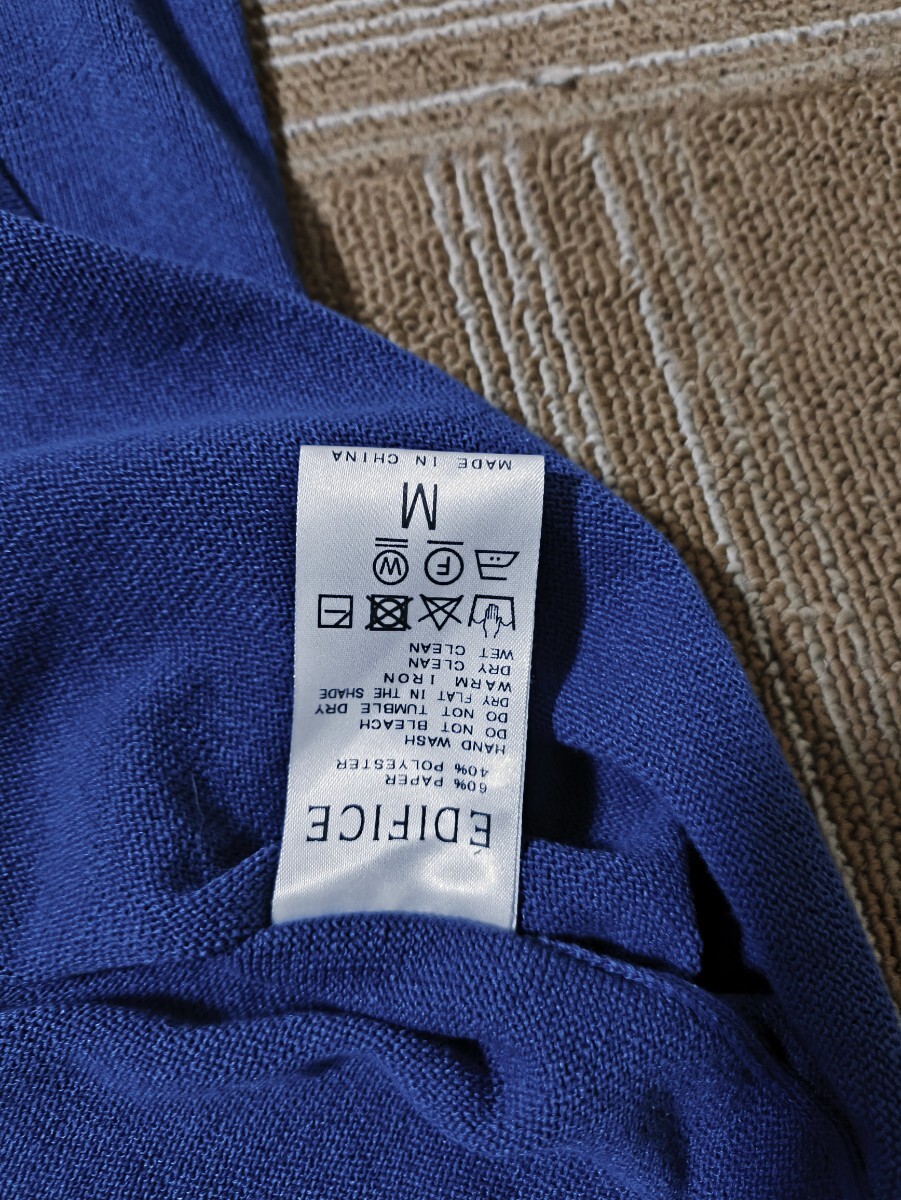 ÉDIFICE
60% PAPER
40% POLYESTER
HAND WASH
DO NOT BLEACH
DO NOT TUMBLE DRY
DRY FLAT IN THE SHADE
WARM IRON
DRY CLEAN
WET CLEAN
F W
M
MADE IN CHINA